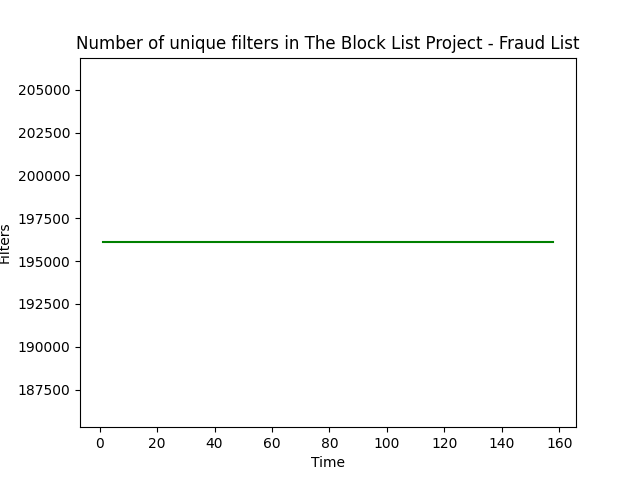 Number of unique filters in The Block List Project - Fraud List
205000
202500
200000
197500
195000
192500
190000
187500
Filters
0 20 40 60 80 100 120 140 160
Time